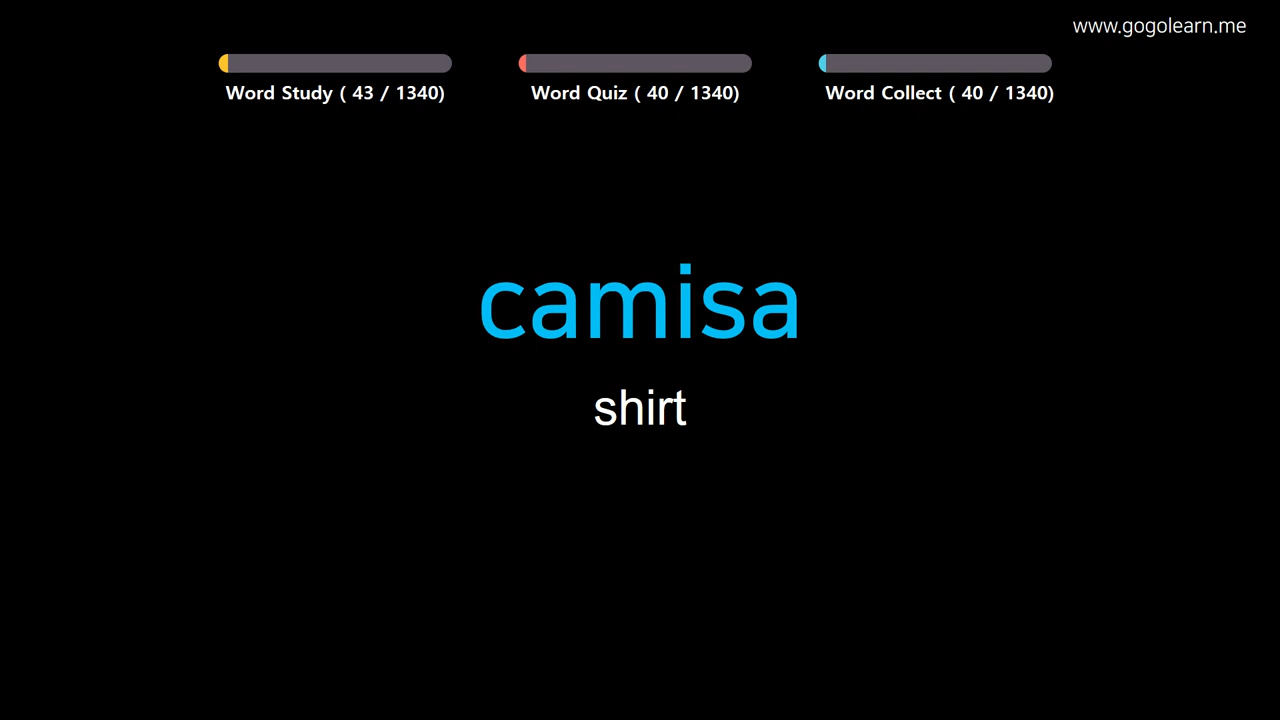 www.gogolearn.me
Word Study ( 43 / 1340)
Word Quiz ( 40 / 1340)
Word Collect ( 40 / 1340)
camisa
shirt